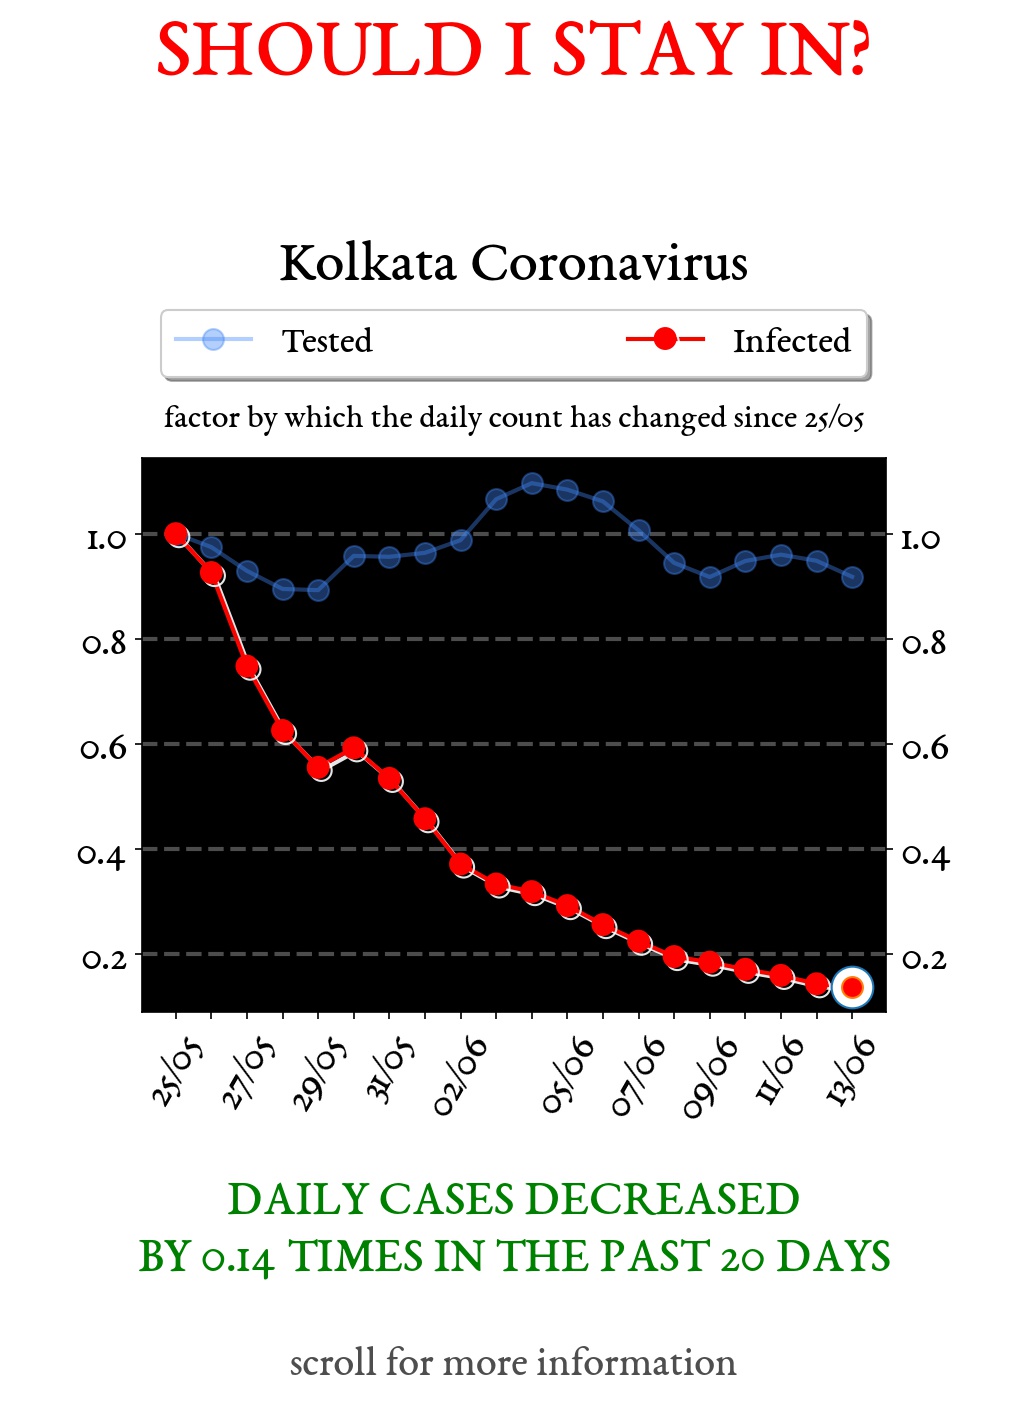 SHOULD I STAY IN?
Kolkata Coronavirus
Tested Infected
factor by which the daily count has changed since 25/05
1.0 1.0
0.8 0.8
0.6 0.6
0.4 0.4
0.2 0.2
25/05 27/05 29/05 31/05 02/06 05/06 07/06 09/06 11/06 13/06
DAILY CASES DECREASED
BY 0.14 TIMES IN THE PAST 20 DAYS
scroll for more information